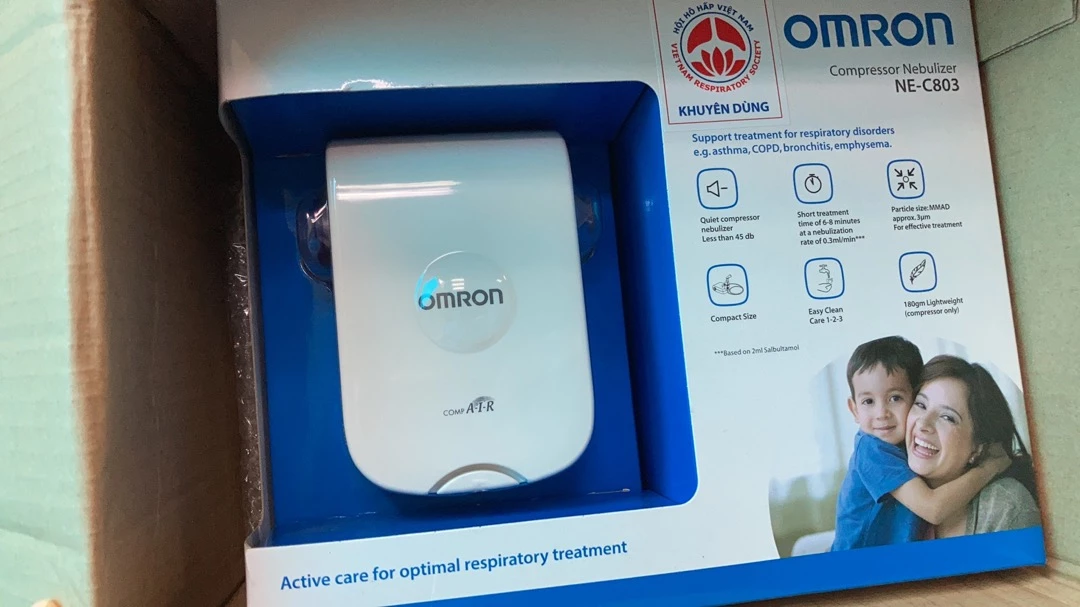 HỘI HÔ HẤP VIỆT NAM
VIETNAM RESPIRATORY SOCIETY
KHUYÊN DÙNG
OMRON
Compressor Nebulizer
NE-C803
Support treatment for respiratory disorders
e.g. asthma, COPD, bronchitis, emphysema.
Quiet compressor
nebulizer
Less than 45 db
Short treatment
time of 6-8 minutes
at a nebulization
rate of 0.3ml/min***
Particle size:MMAD
approx. 3μm
For effective treatment
Compact Size
Easy Clean
Care 1-2-3
180gm Lightweight
(compressor only)
***Based on 2ml Salbultamol
OMRON
COMP A·I·R
Active care for optimal respiratory treatment